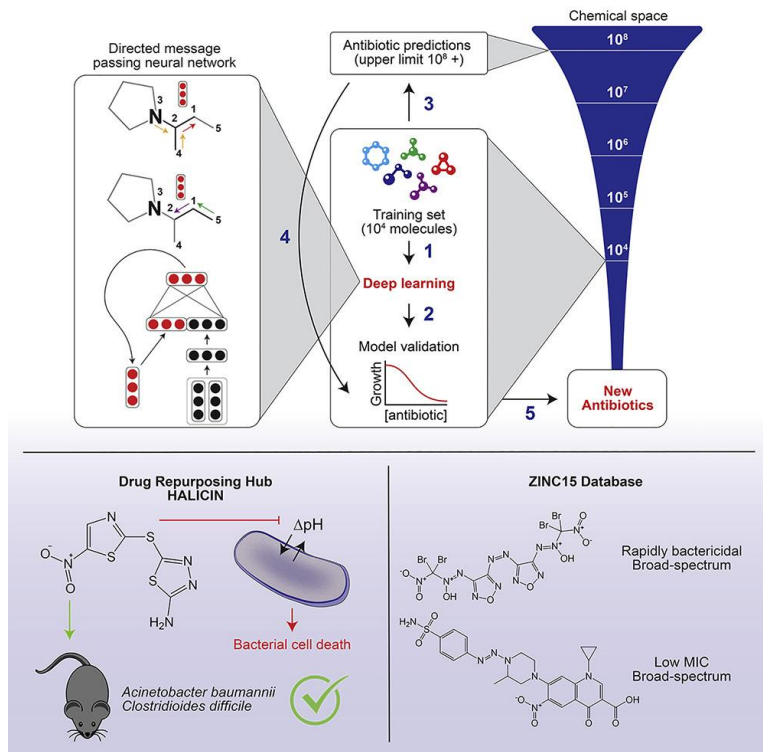 Directed message
passing neural network
3
N
1
2
5
4
3
N
1
2
5
4
Antibiotic predictions
(upper limit 10⁸ +)
3
4
Training set
(10⁴ molecules)
1
Deep learning
2
Model validation
Growth
[antibiotic]
5
Chemical space
10⁸
10⁷
10⁶
10⁵
10⁴
New
Antibiotics
Drug Repurposing Hub
HALICIN
N
S
S
O⁻
N⁺
O
N
N
S
NH₂
ΔpH
Bacterial cell death
Acinetobacter baumannii
Clostridioides difficile
ZINC15 Database
O
Br
N⁺
O⁻
Br
N
N⁺
OH
N
N
Br
Br
O⁻
N⁺
O
N⁺
N
OH
N
N
O
N
O
N
Rapidly bactericidal
Broad-spectrum
H₂N
O
S
O
N
N
N
N
N
O⁻
N⁺
O
O
O
OH
Low MIC
Broad-spectrum